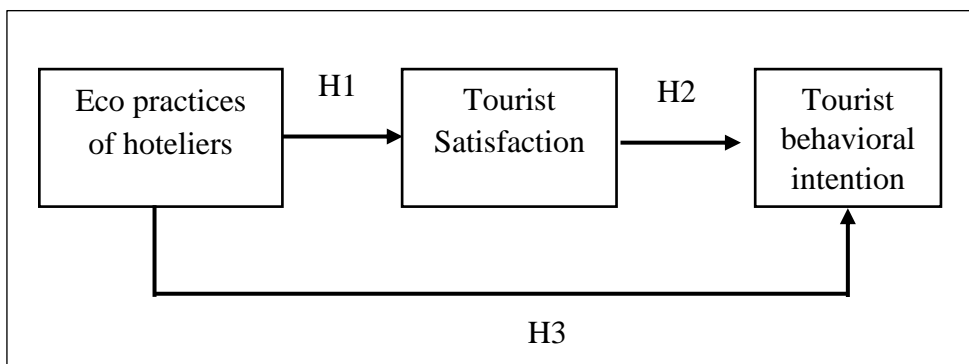 Eco practices
of hoteliers
H1
Tourist
Satisfaction
H2
Tourist
behavioral
intention
H3